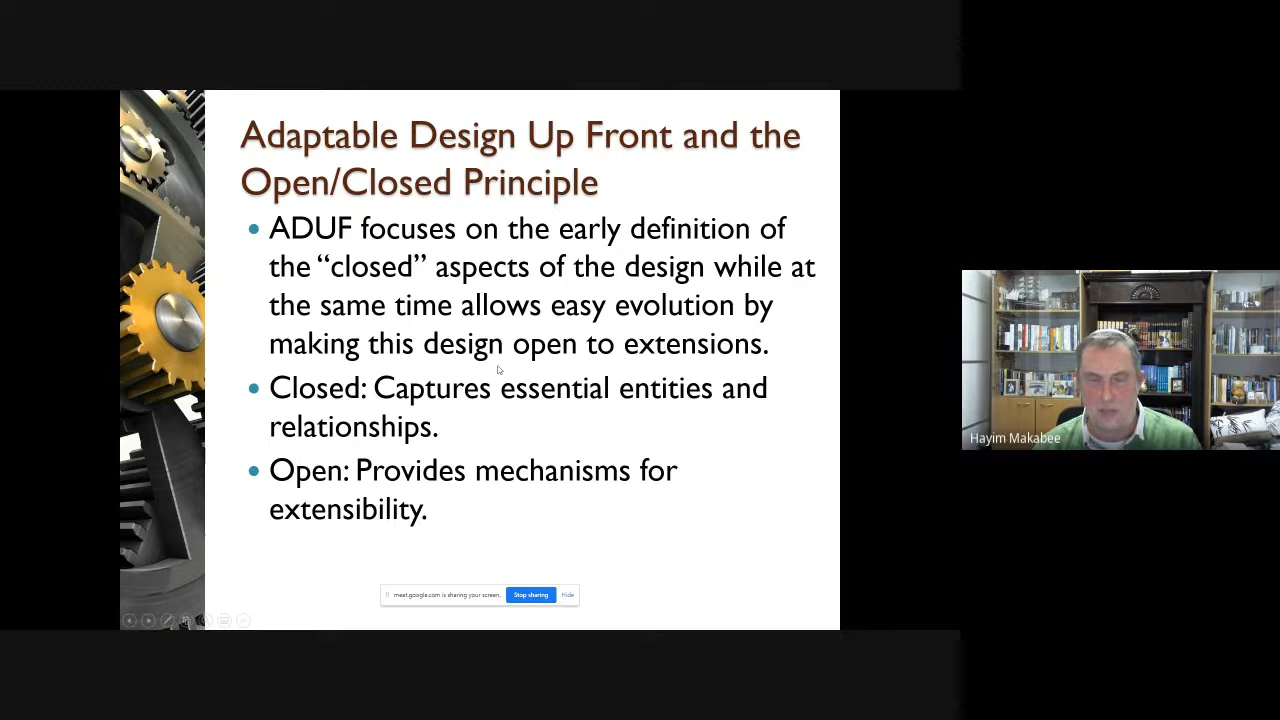 Adaptable Design Up Front and the
Open/Closed Principle
• ADUF focuses on the early definition of
the “closed” aspects of the design while at
the same time allows easy evolution by
making this design open to extensions.
• Closed: Captures essential entities and
relationships.
• Open: Provides mechanisms for
extensibility.
meet.google.com is sharing your screen. Stop sharing Hide
Hayim Makabee